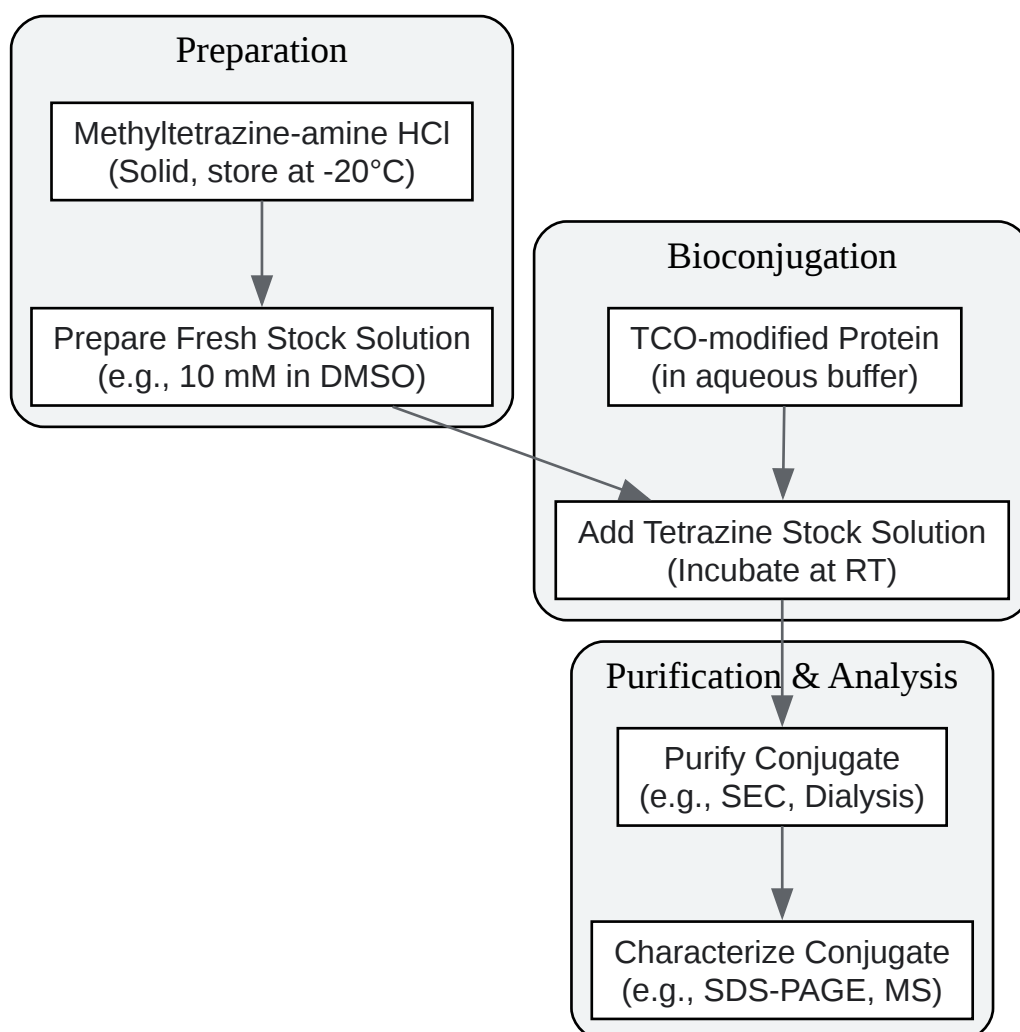 Preparation
Methyltetrazine-amine HCl
(Solid, store at -20°C)
Prepare Fresh Stock Solution
(e.g., 10 mM in DMSO)
Bioconjugation
TCO-modified Protein
(in aqueous buffer)
Add Tetrazine Stock Solution
(Incubate at RT)
Purification & Analysis
Purify Conjugate
(e.g., SEC, Dialysis)
Characterize Conjugate
(e.g., SDS-PAGE, MS)